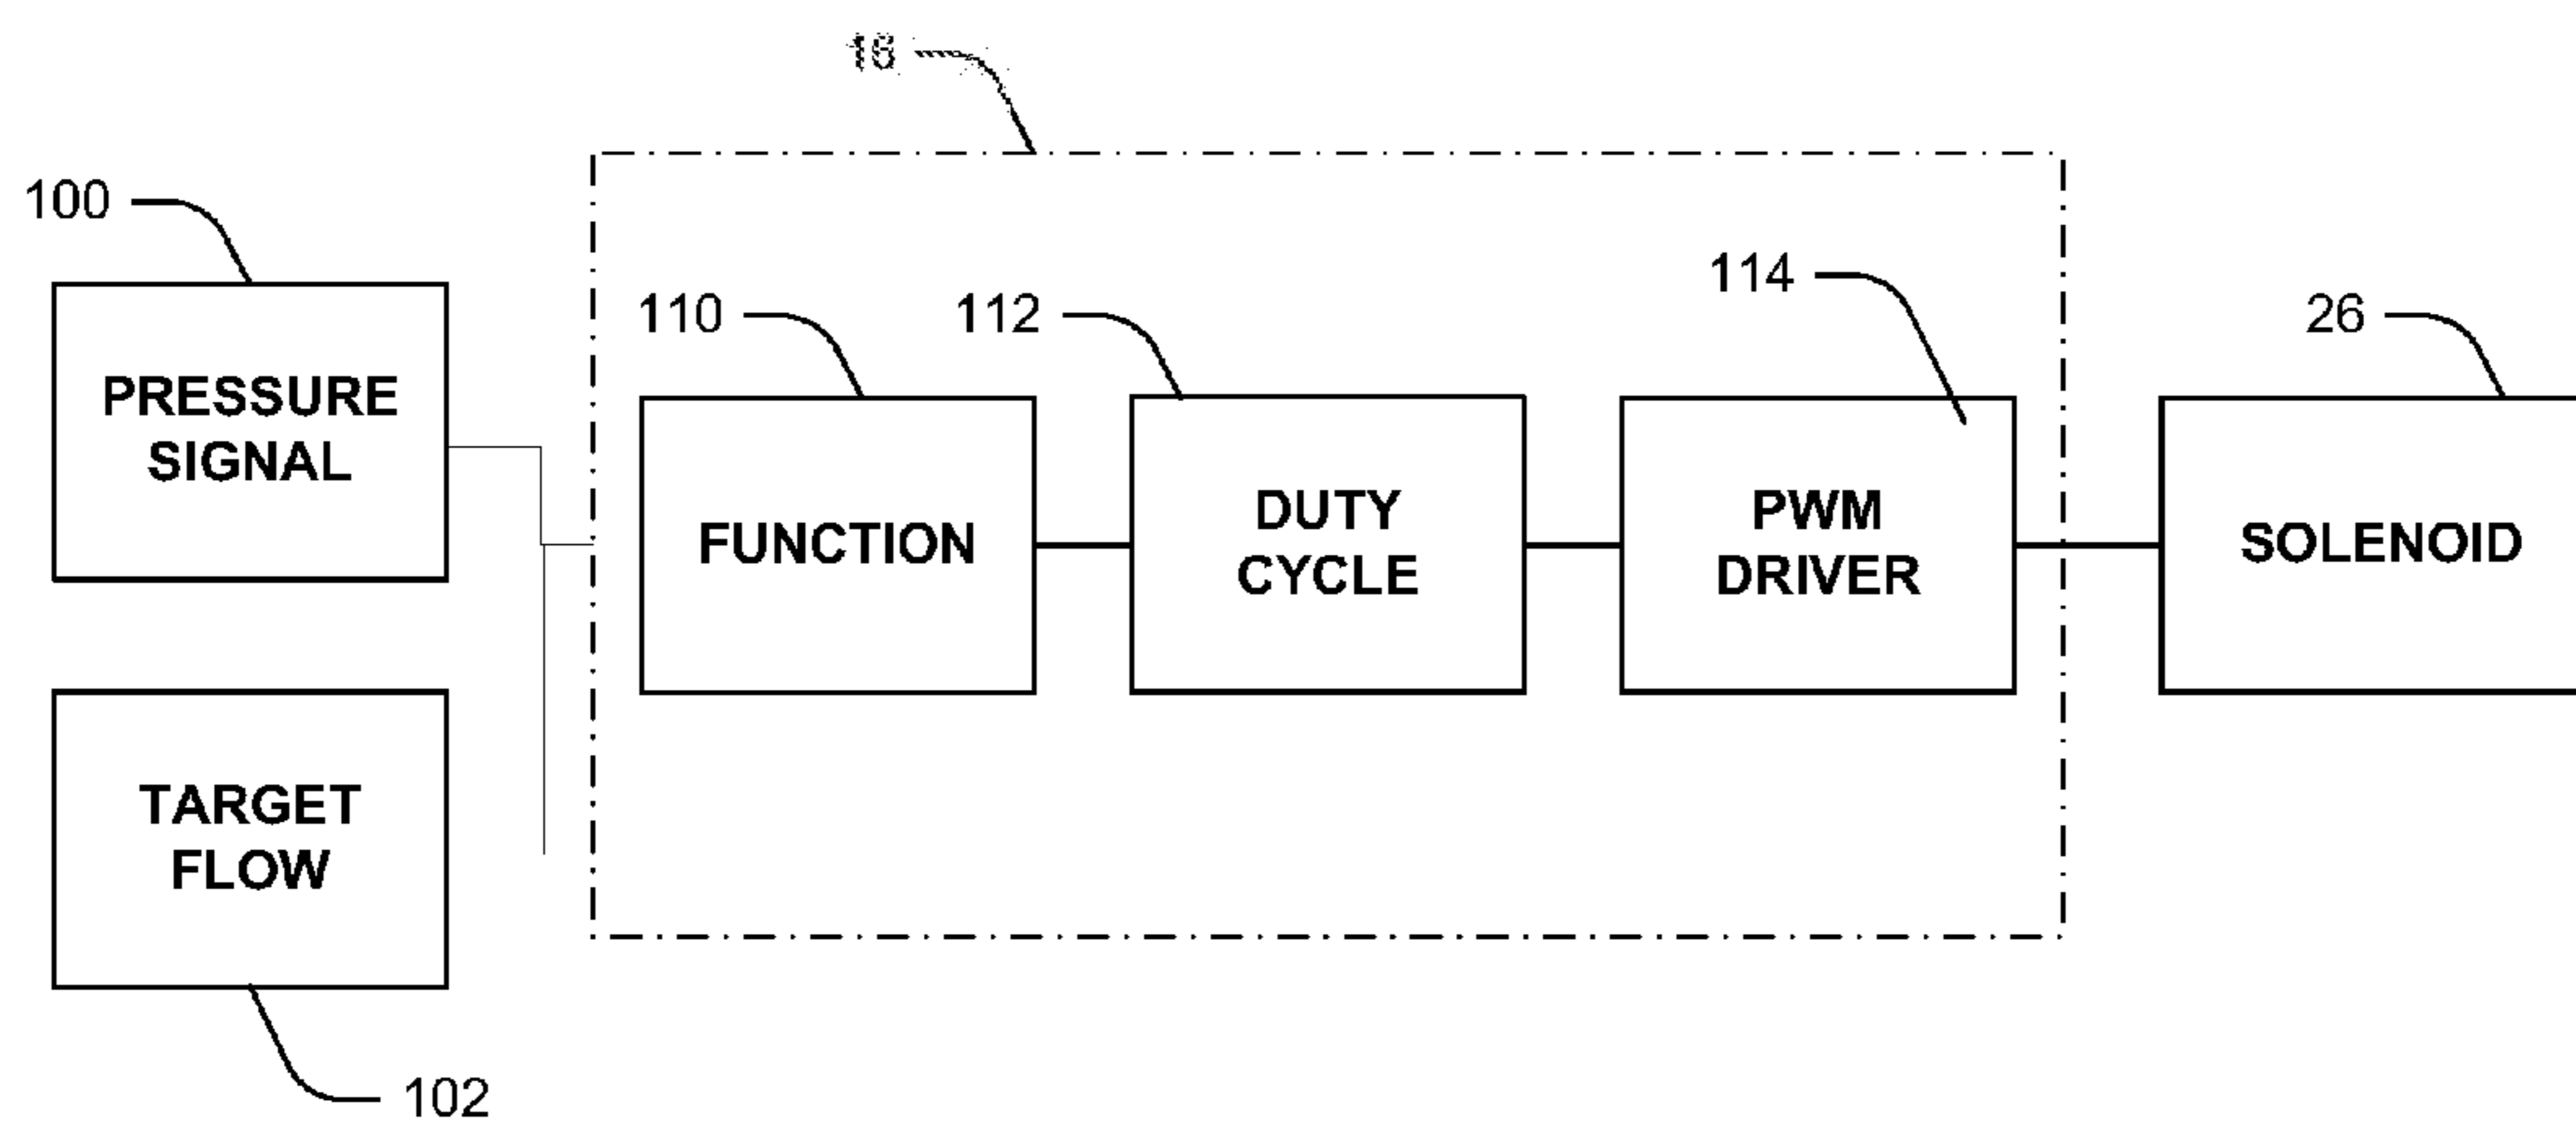 16
100
PRESSURE
SIGNAL
110
FUNCTION
112
DUTY
CYCLE
114
PWM
DRIVER
26
SOLENOID
TARGET
FLOW
102